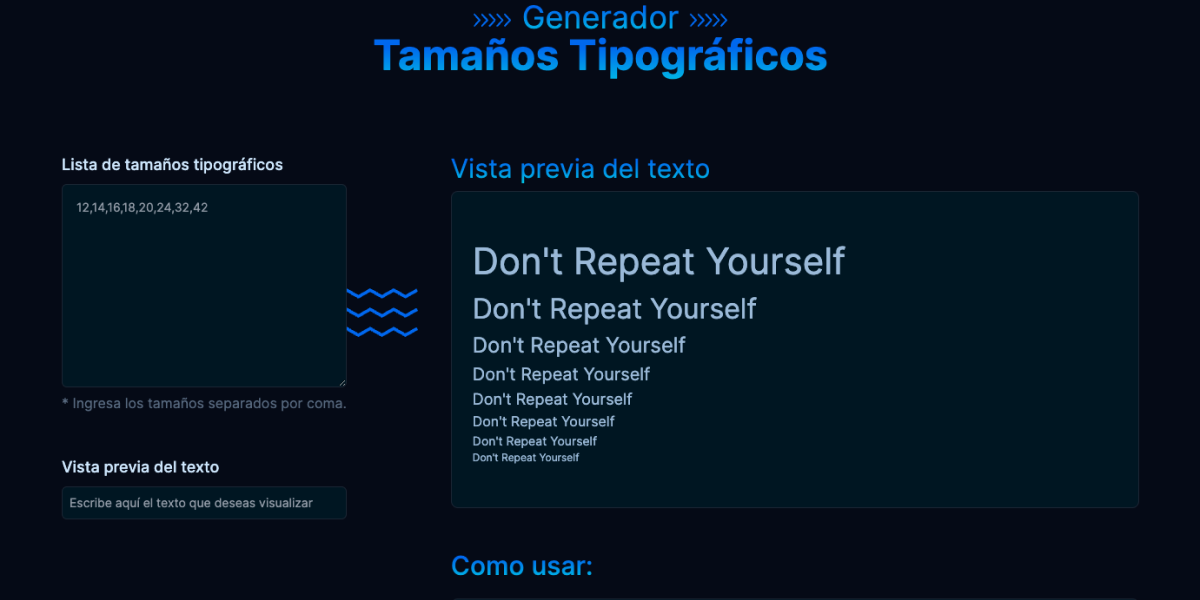 »»» Generador »»»
Tamaños Tipográficos
Lista de tamaños tipográficos
12,14,16,18,20,24,32,42
* Ingresa los tamaños separados por coma.
Vista previa del texto
Escribe aquí el texto que deseas visualizar
Vista previa del texto
Don't Repeat Yourself
Don't Repeat Yourself
Don't Repeat Yourself
Don't Repeat Yourself
Don't Repeat Yourself
Don't Repeat Yourself
Don't Repeat Yourself
Don't Repeat Yourself
Como usar: